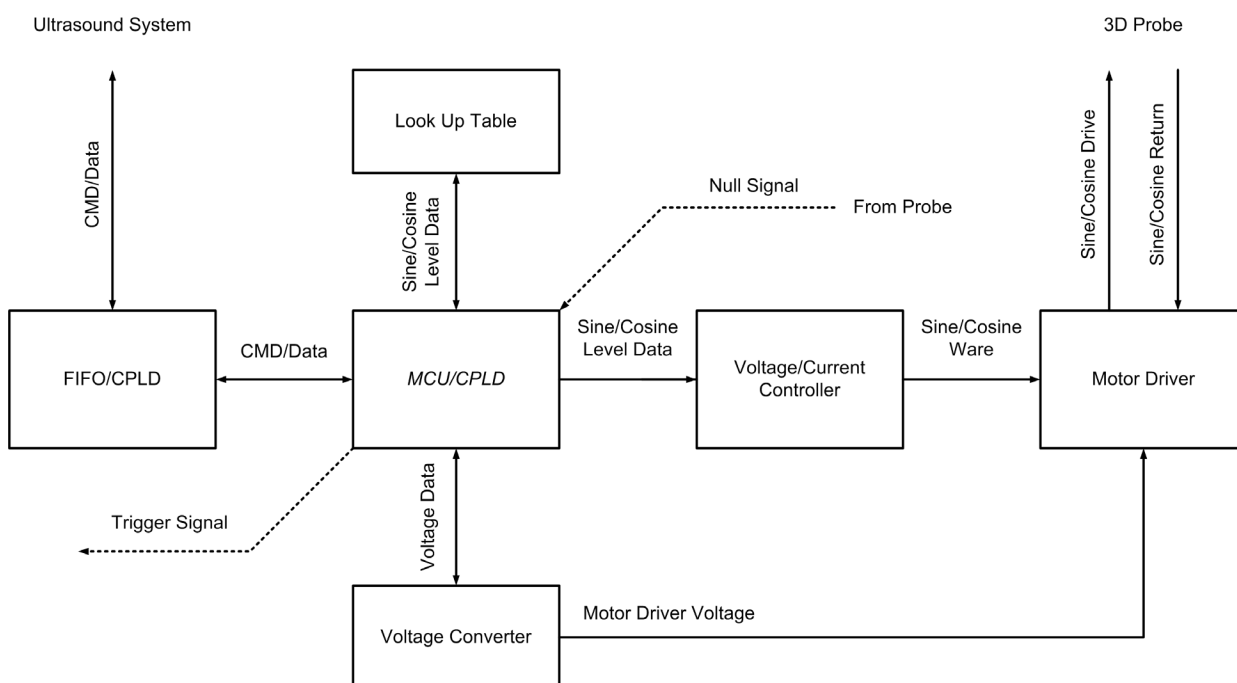 Ultrasound System
3D Probe
CMD/Data
Look Up Table
Sine/Cosine
Level Data
Null Signal
From Probe
Sine/Cosine Drive
Sine/Cosine Return
FIFO/CPLD
CMD/Data
MCU/CPLD
Sine/Cosine
Level Data
Voltage/Current
Controller
Sine/Cosine
Ware
Motor Driver
Trigger Signal
Voltage Data
Voltage Converter
Motor Driver Voltage